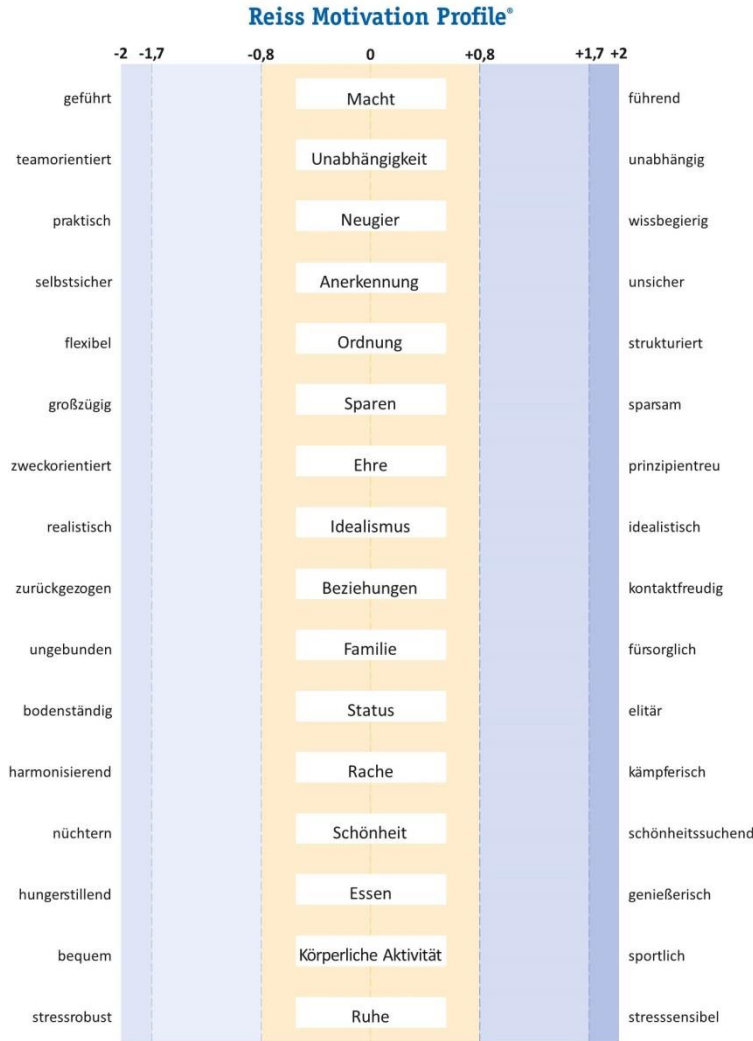 Reiss Motivation Profile®
-2 -1,7 -0,8 0 +0,8 +1,7 +2
geführt Macht führend
teamorientiert Unabhängigkeit unabhängig
praktisch Neugier wissbegierig
selbstsicher Anerkennung unsicher
flexibel Ordnung strukturiert
großzügig Sparen sparsam
zweckorientiert Ehre prinzipientreu
realistisch Idealismus idealistisch
zurückgezogen Beziehungen kontaktfreudig
ungebunden Familie fürsorglich
bodenständig Status elitär
harmonisierend Rache kämpferisch
nüchtern Schönheit schönheitssuchend
hungerstillend Essen genießerisch
bequem Körperliche Aktivität sportlich
stressrobust Ruhe stresssensibel